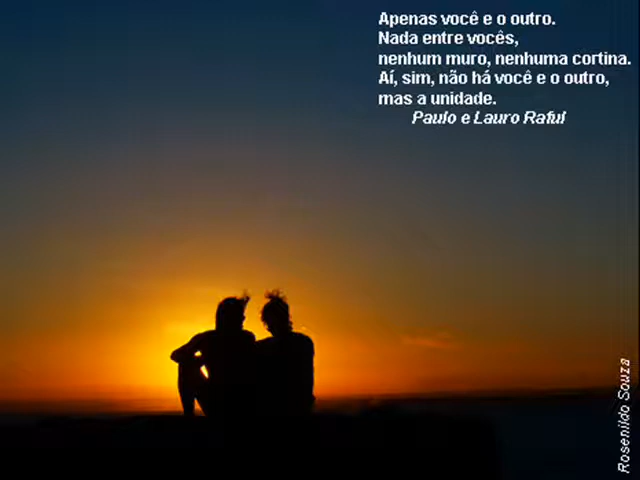 Apenas você e o outro.
Nada entre vocês,
nenhum muro, nenhuma cortina.
Aí, sim, não há você e o outro,
mas a unidade.
Paulo e Lauro Raful
Rosenildo Souza